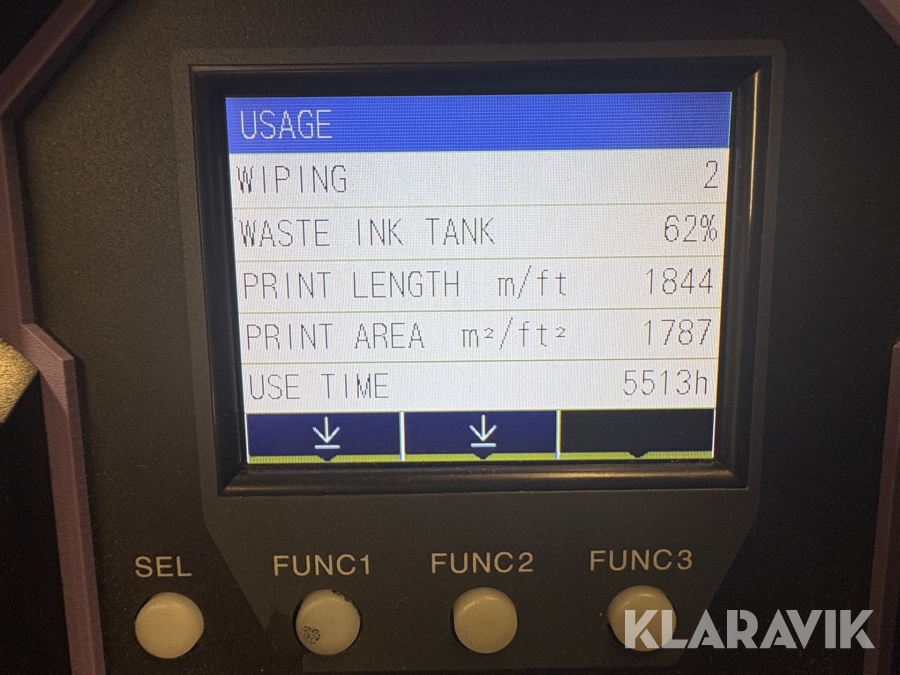 USAGE
WIPING 2
WASTE INK TANK 62%
PRINT LENGTH m/ft 1844
PRINT AREA m²/ft² 1787
USE TIME 5513h
SEL FUNC1 FUNC2 FUNC3
KLARAVIK